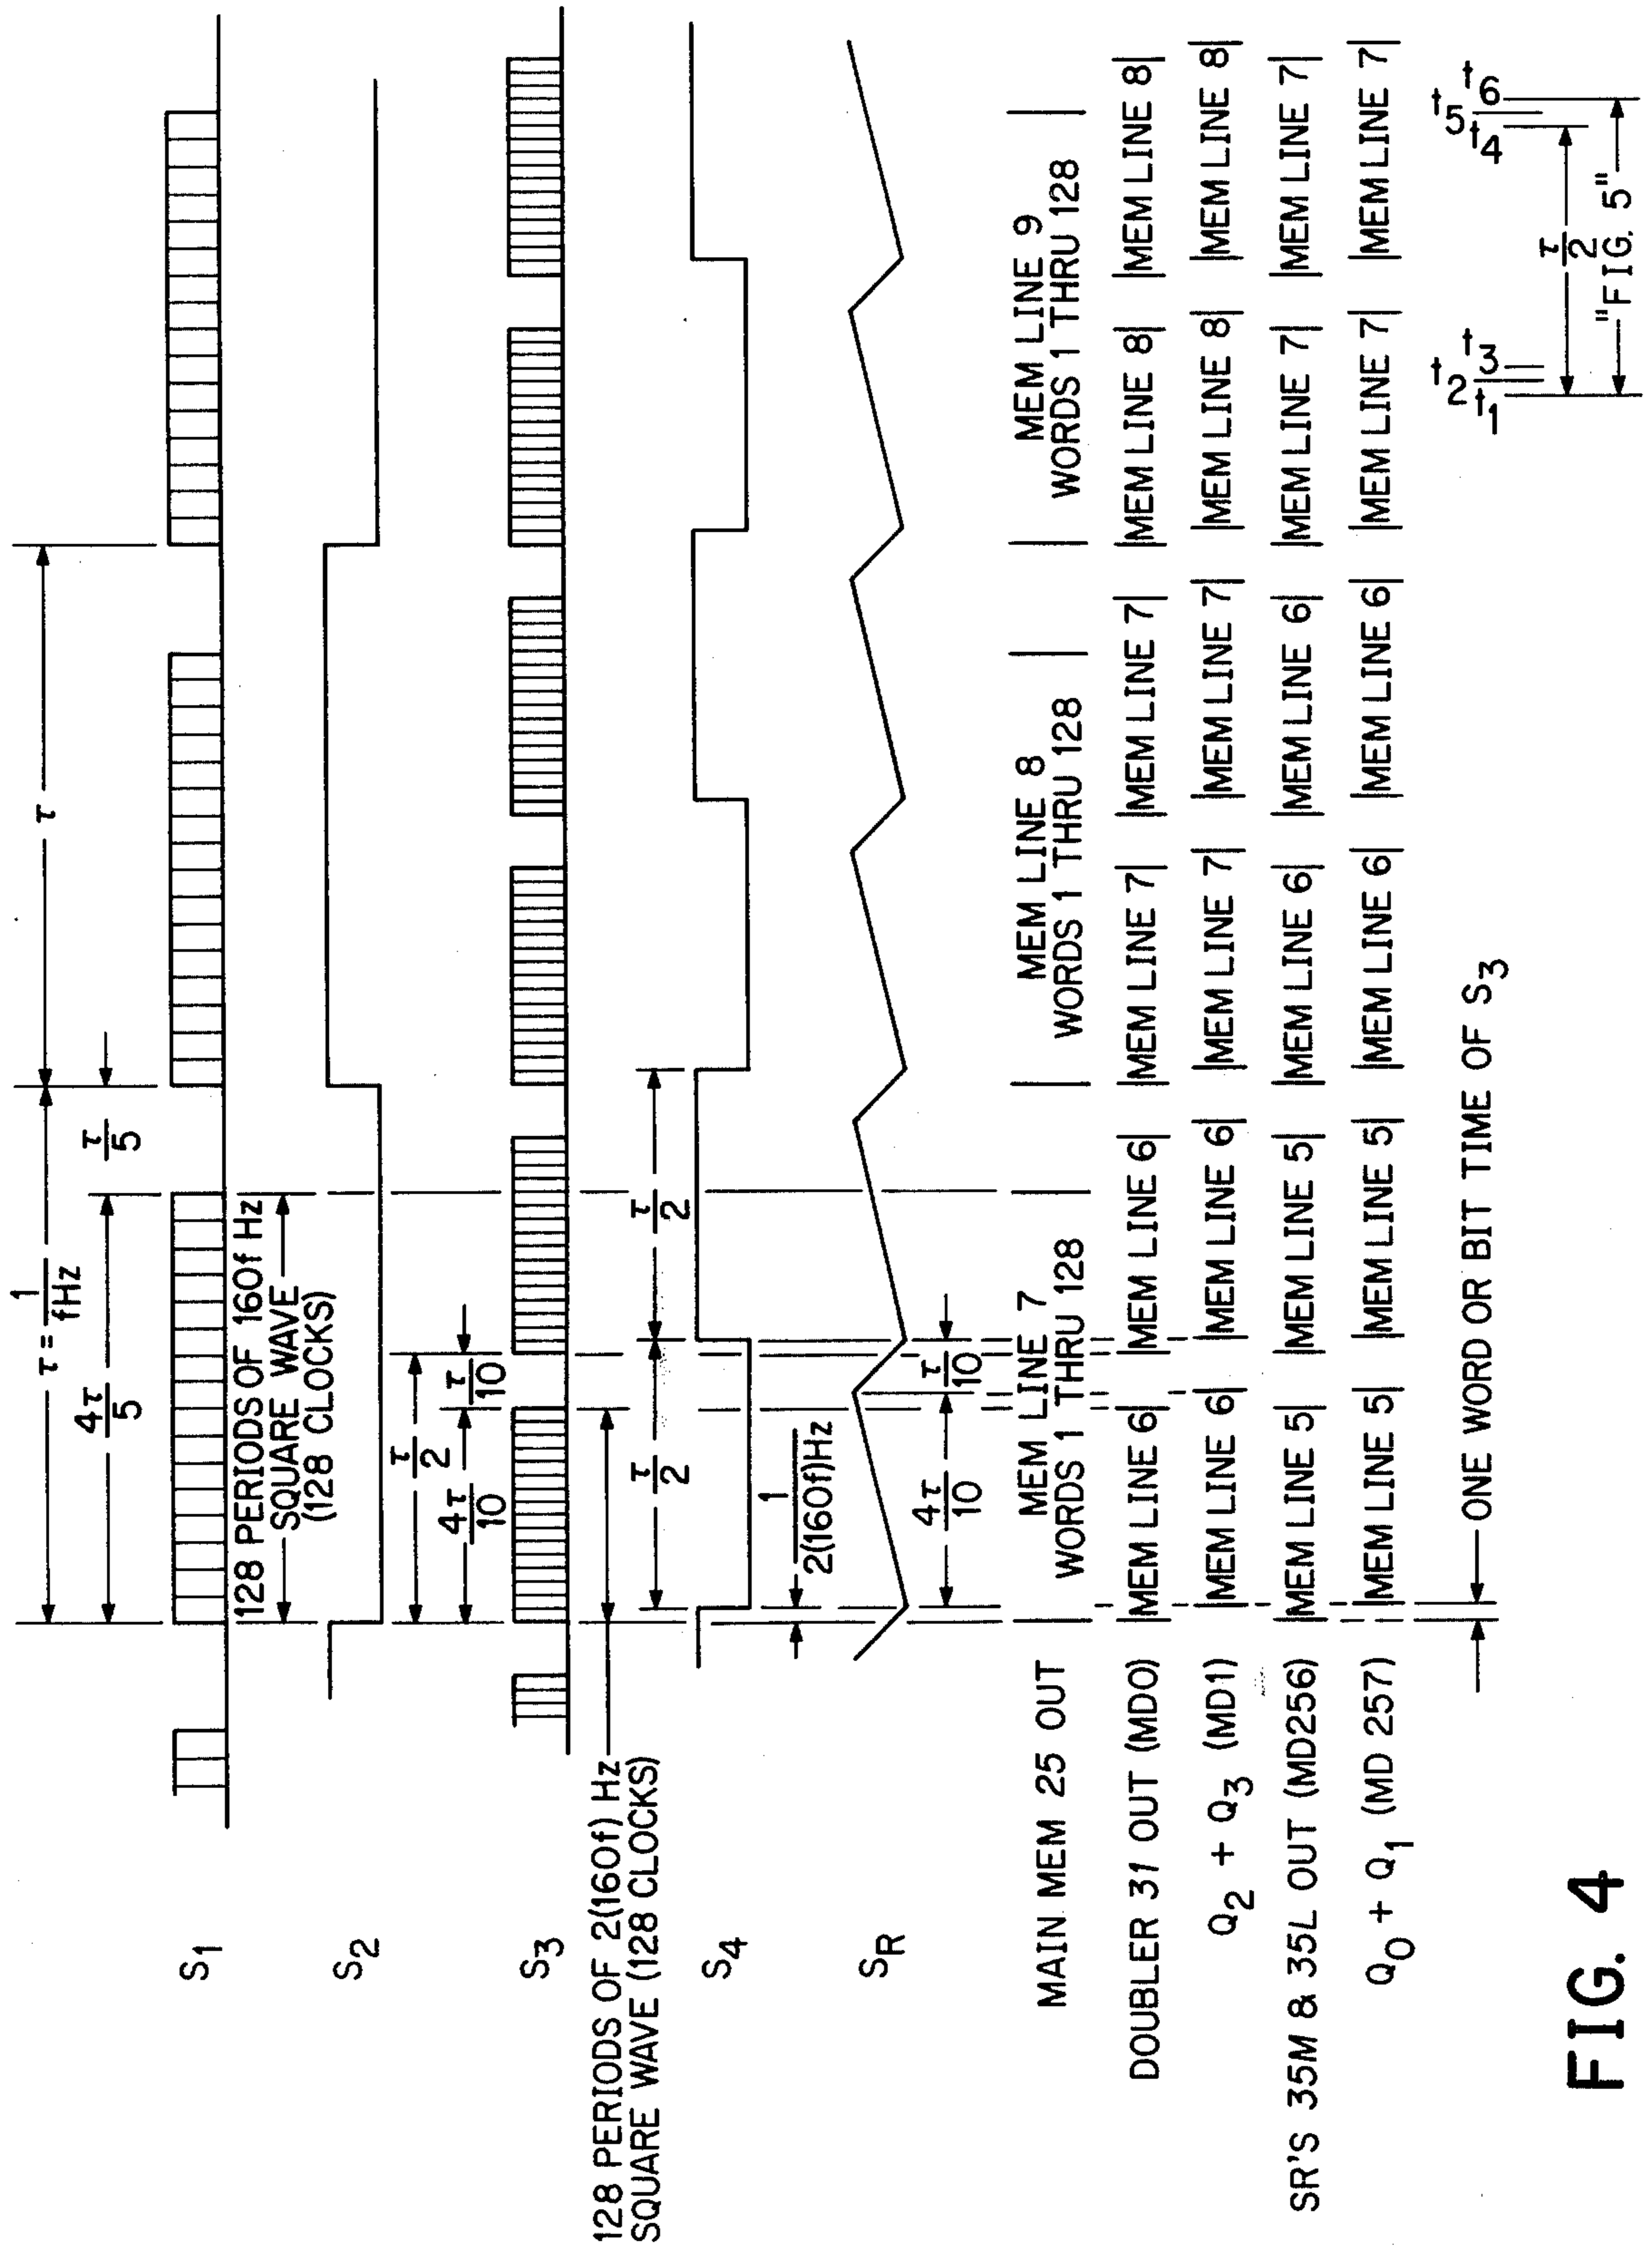 τ = 1/fHz
τ
4τ/5
τ/5
S1
128 PERIODS OF 160f Hz
SQUARE WAVE
(128 CLOCKS)
S2
τ/2
4τ/10
τ/10
S3
128 PERIODS OF 2(160f) Hz
SQUARE WAVE (128 CLOCKS)
τ/2
τ/2
S4
1/2(160f)Hz
SR
4τ/10
τ/10
MAIN MEM 25 OUT
MEM LINE 7
WORDS 1 THRU 128
MEM LINE 8
WORDS 1 THRU 128
MEM LINE 9
WORDS 1 THRU 128
DOUBLER 31 OUT (MDO) |MEM LINE 6| |MEM LINE 6| |MEM LINE 7| |MEM LINE 7| |MEM LINE 8| |MEM LINE 8|
Q2 + Q3 (MD1) |MEM LINE 6| |MEM LINE 6| |MEM LINE 7| |MEM LINE 7| |MEM LINE 8| |MEM LINE 8|
SR'S 35M & 35L OUT (MD256) |MEM LINE 5| |MEM LINE 5| |MEM LINE 6| |MEM LINE 6| |MEM LINE 7| |MEM LINE 7|
Q0 + Q1 (MD 257) |MEM LINE 5| |MEM LINE 5| |MEM LINE 6| |MEM LINE 6| |MEM LINE 7| |MEM LINE 7|
ONE WORD OR BIT TIME OF S3
t1 t2 t3 t4 t5 t6
τ/2
"FIG. 5"
FIG. 4